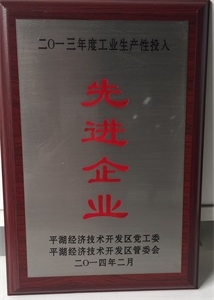 二〇一三年度工业生产性投入
先进企业
平湖经济技术开发区党工委
平湖经济技术开发区管委会
二〇一四年二月